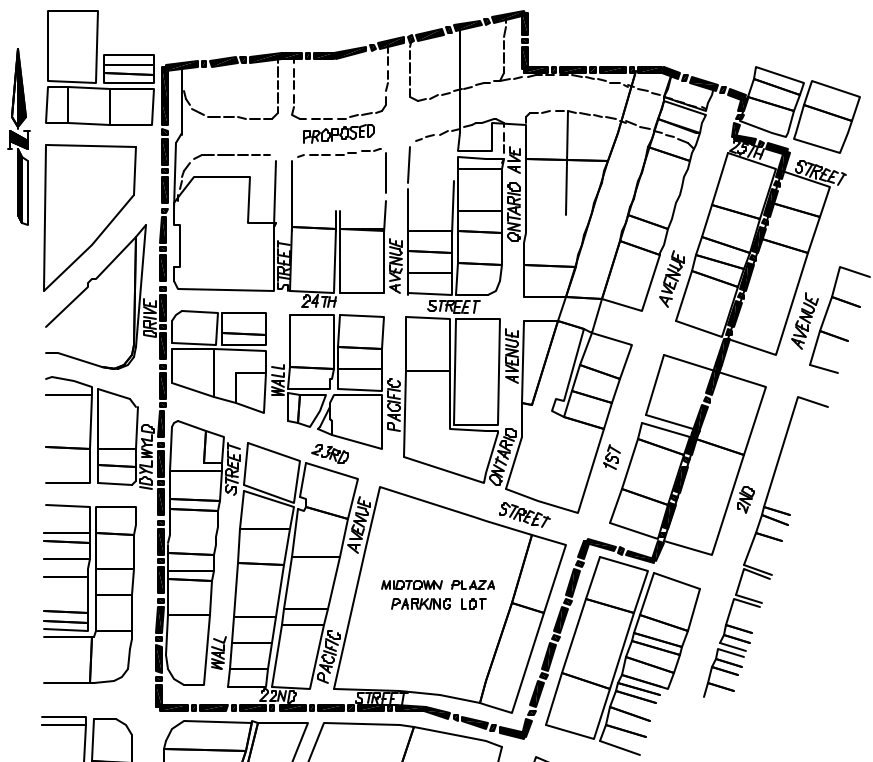 N
PROPOSED
25TH
STREET
ONTARIO AVE
STREET
AVENUE
AVENUE
24TH
STREET
DRIVE
AVENUE
AVENUE
WALL
PACIFIC
IDYLWYLD
STREET
23RD
ONTARIO
1ST
2ND
STREET
AVENUE
MIDTOWN PLAZA
PARKING LOT
WALL
PACIFIC
22ND
STREET